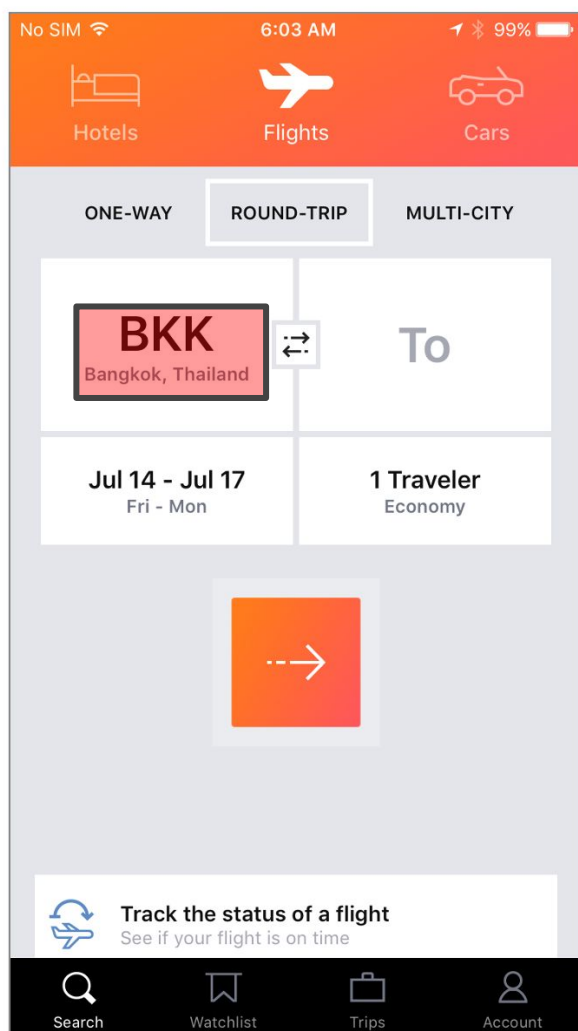 No SIM 6:03 AM 99%
Hotels Flights Cars
ONE-WAY ROUND-TRIP MULTI-CITY
BKK
Bangkok, Thailand
To
Jul 14 - Jul 17
Fri - Mon
1 Traveler
Economy
Track the status of a flight
See if your flight is on time
Search Watchlist Trips Account